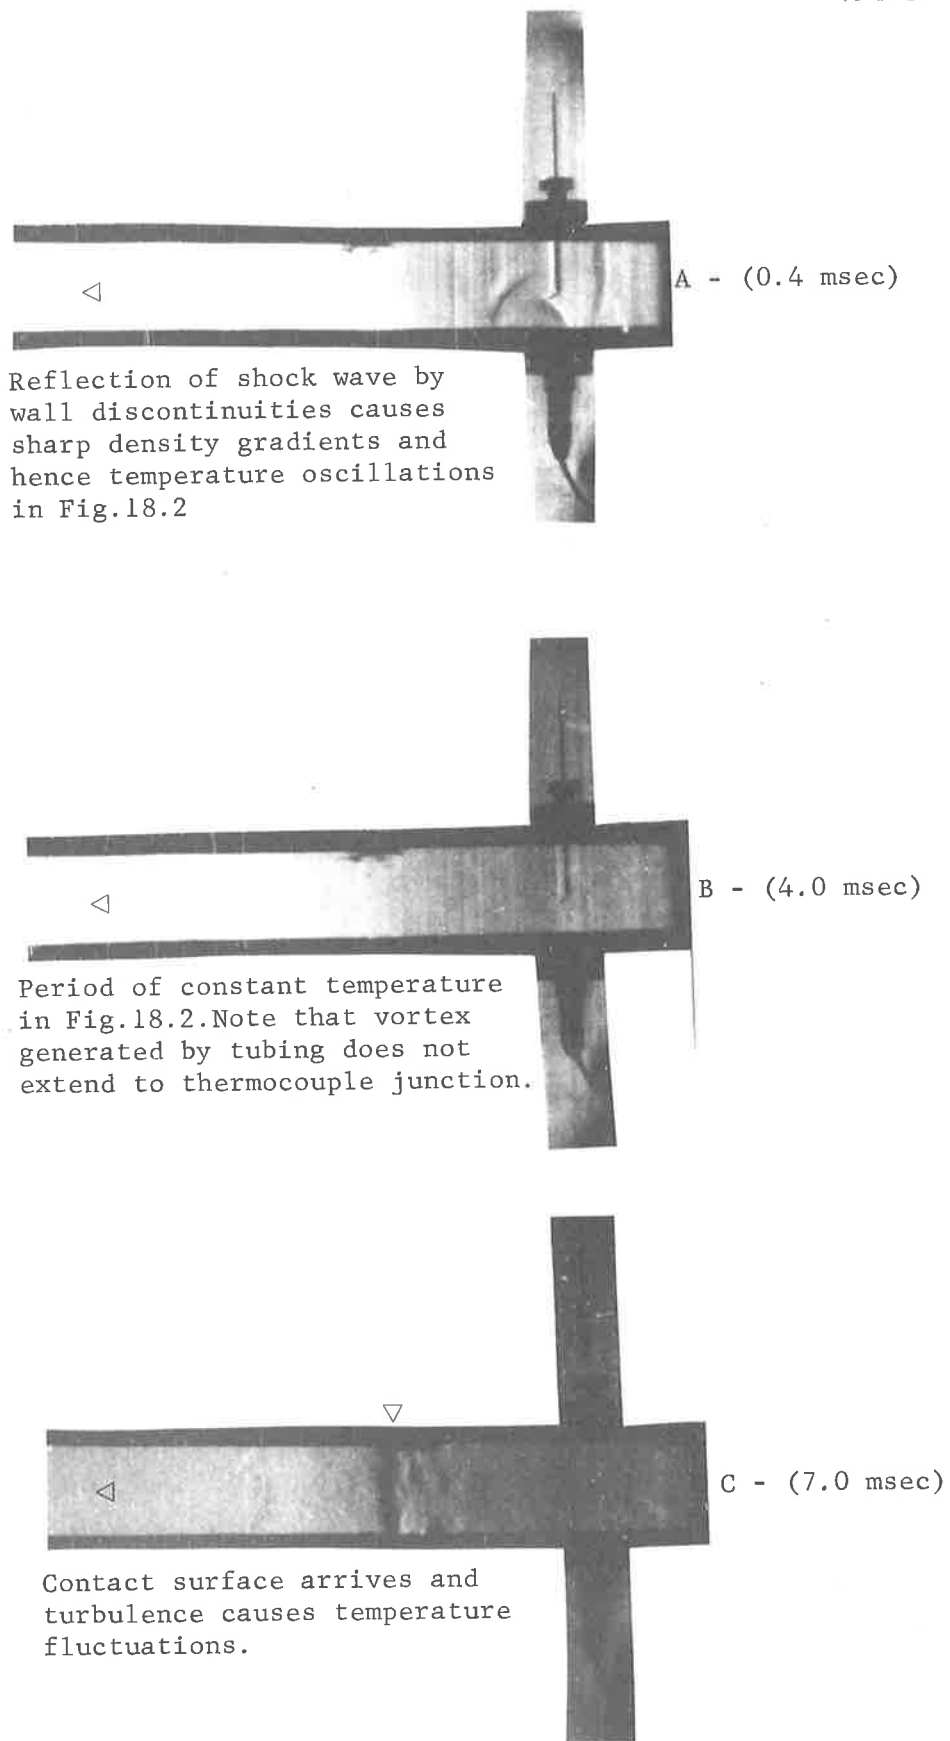 A - (0.4 msec)
Reflection of shock wave by
wall discontinuities causes
sharp density gradients and
hence temperature oscillations
in Fig.18.2
B - (4.0 msec)
Period of constant temperature
in Fig.18.2.Note that vortex
generated by tubing does not
extend to thermocouple junction.
C - (7.0 msec)
Contact surface arrives and
turbulence causes temperature
fluctuations.